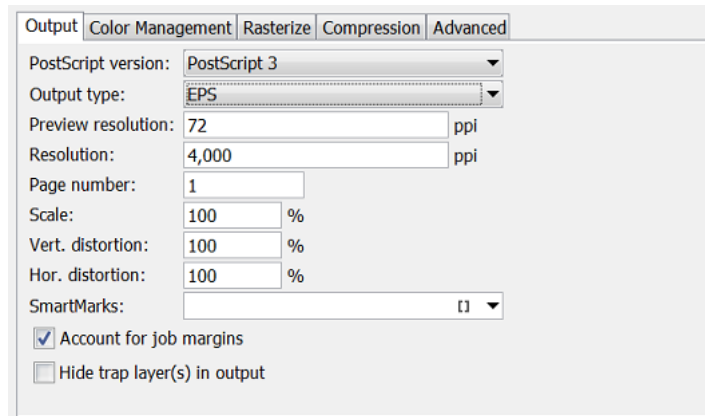 Output Color Management Rasterize Compression Advanced
PostScript version: PostScript 3
Output type: EPS
Preview resolution: 72 ppi
Resolution: 4,000 ppi
Page number: 1
Scale: 100 %
Vert. distortion: 100 %
Hor. distortion: 100 %
SmartMarks: []
Account for job margins
Hide trap layer(s) in output